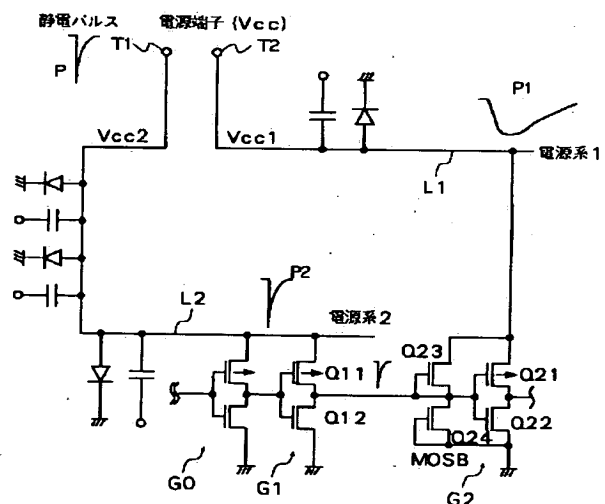 静電パルス 電源端子 (Vcc)
P T1 T2
P1
Vcc2 Vcc1
電源系1
L1
P2
L2
電源系2
Q23
Q11 Q21
Q12 Q24 Q22
MOSB
G0 G1 G2